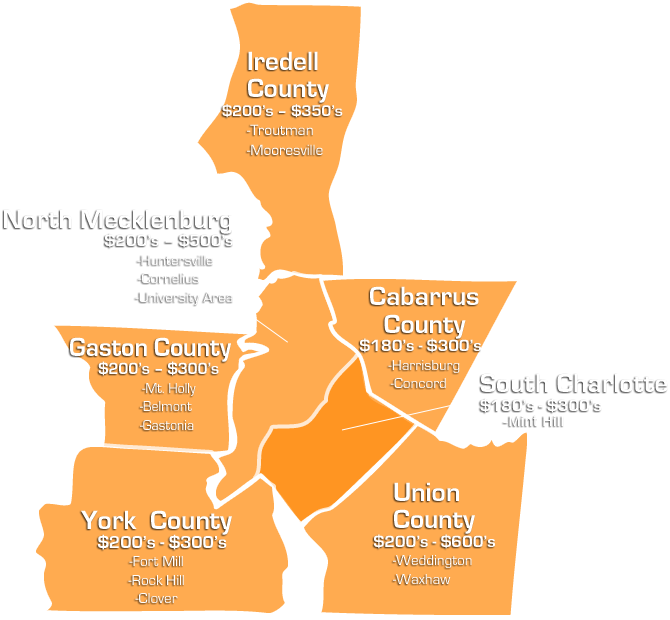 Iredell
County
$200's – $350's
-Troutman
-Mooresville
North Mecklenburg
$200's – $500's
-Huntersville
-Cornelius
-University Area
Cabarrus
County
$180's - $300's
-Harrisburg
-Concord
Gaston County
$200's – $300's
-Mt. Holly
-Belmont
-Gastonia
South Charlotte
$180's - $300's
-Mint Hill
York County
$200's - $300's
-Fort Mill
-Rock Hill
-Clover
Union
County
$200's - $600's
-Weddington
-Waxhaw